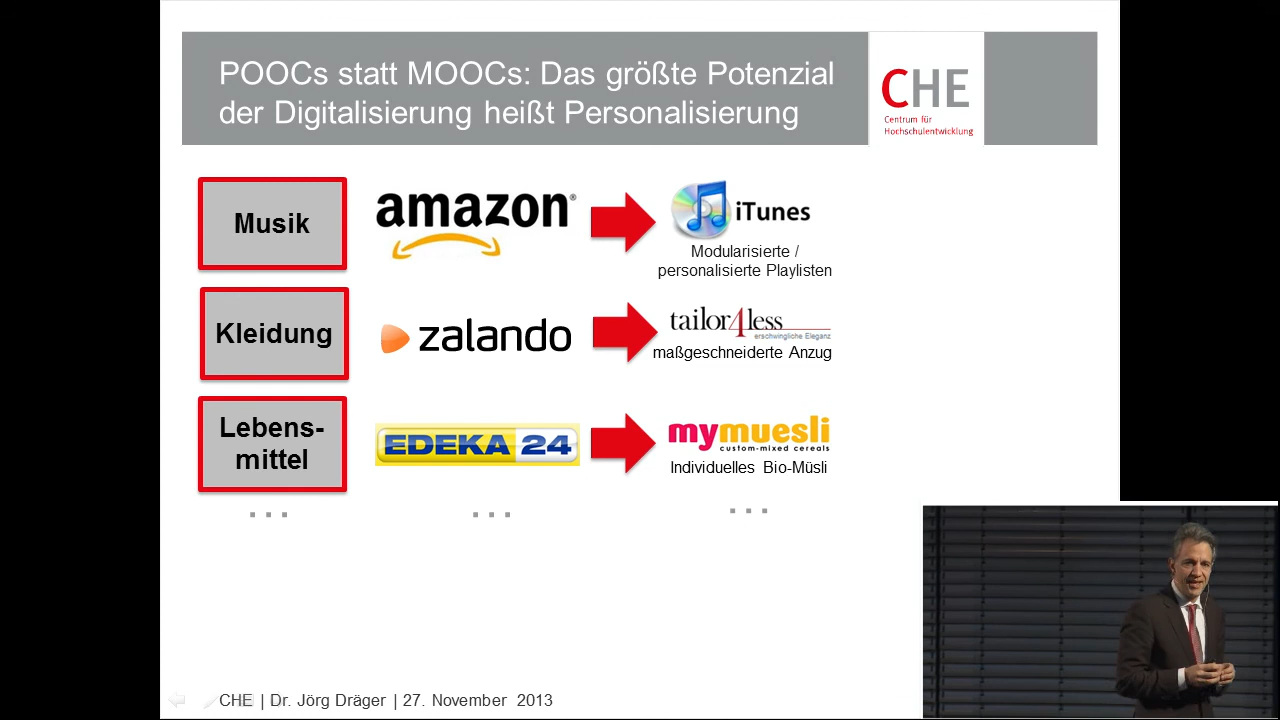 POOCs statt MOOCs: Das größte Potenzial
der Digitalisierung heißt Personalisierung
CHE
Centrum für
Hochschulentwicklung
Musik
amazon®
iTunes
Modularisierte /
personalisierte Playlisten
Kleidung
zalando
tailor4less
erschwingliche Eleganz
maßgeschneiderte Anzug
Lebens-
mittel
EDEKA 24
mymuesli
custom-mixed cereals
Individuelles Bio-Müsli
... ... ...
CHE | Dr. Jörg Dräger | 27. November 2013